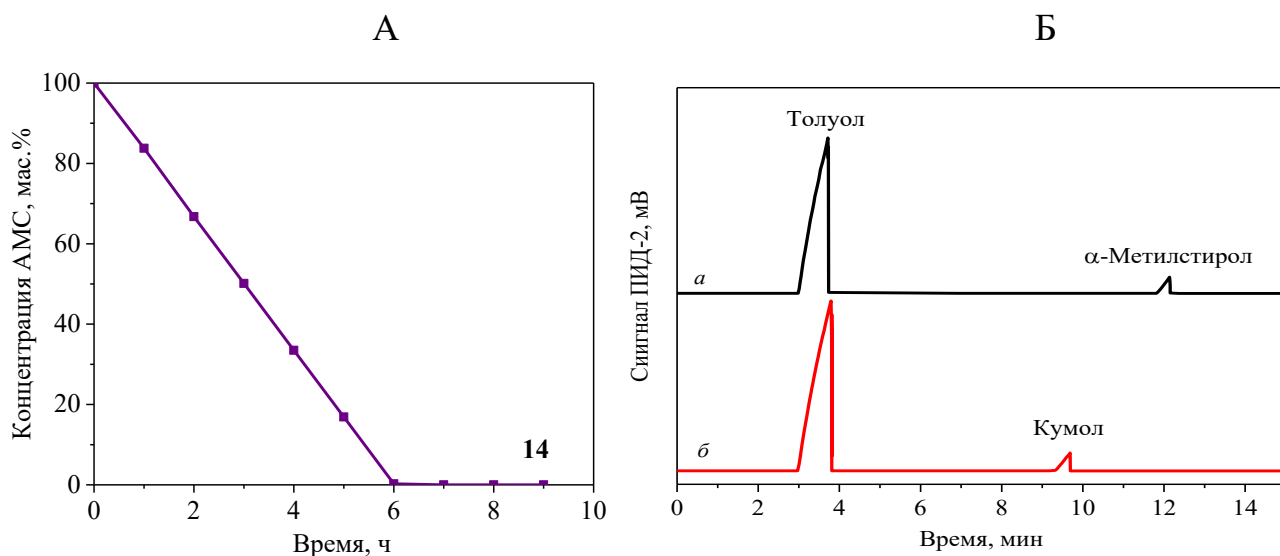 А
Концентрация АМС, мас.%
100
80
60
40
20
0
14
0 2 4 6 8 10
Время, ч
Б
Сиигнал ПИД-2, мВ
Толуол
а
α-Метилстирол
б
Кумол
0 2 4 6 8 10 12 14
Время, мин